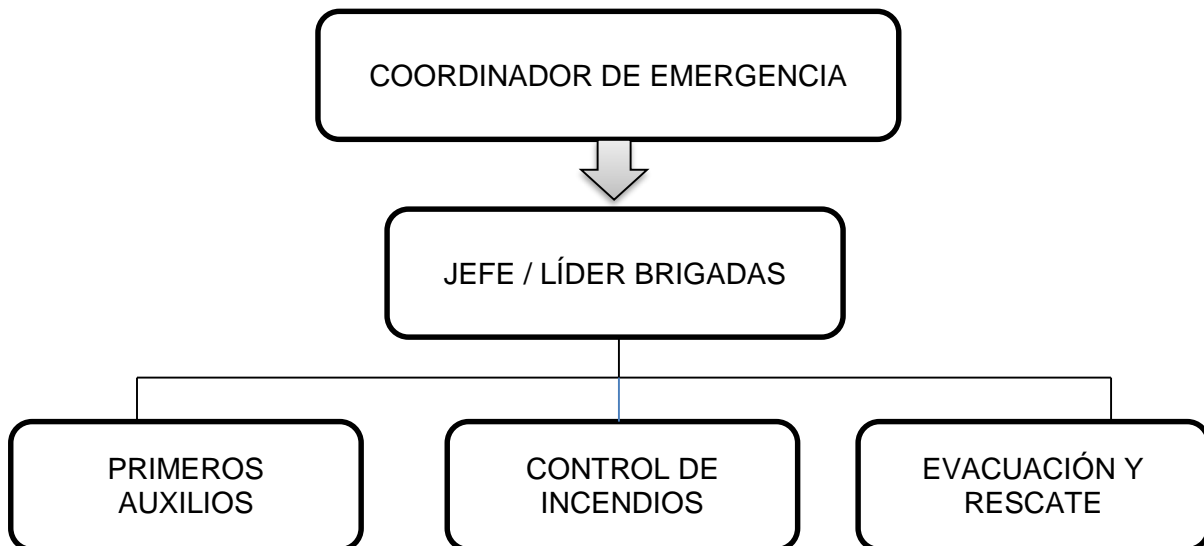 COORDINADOR DE EMERGENCIA
JEFE / LÍDER BRIGADAS
PRIMEROS
AUXILIOS
CONTROL DE
INCENDIOS
EVACUACIÓN Y
RESCATE